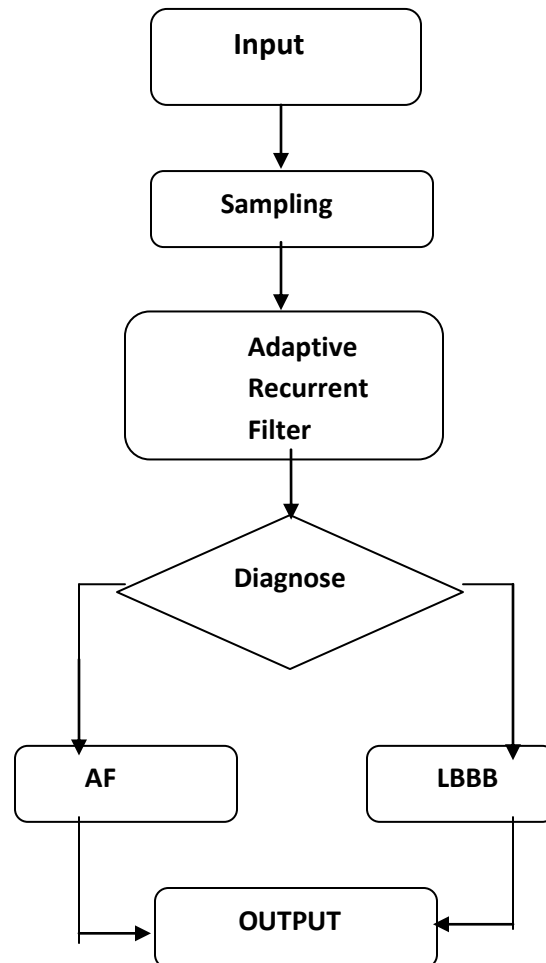 Input
Sampling
Adaptive
Recurrent
Filter
Diagnose
AF
LBBB
OUTPUT